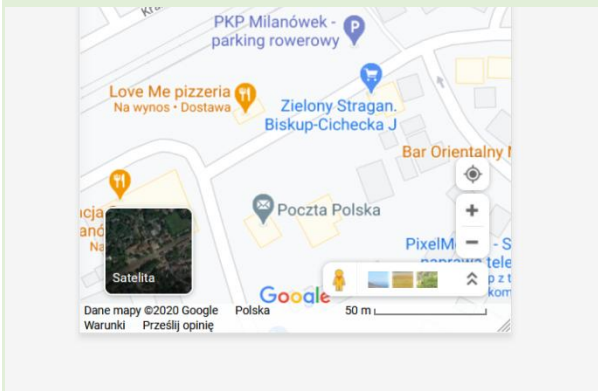 PKP Milanówek -
parking rowerowy
P
Love Me pizzeria
Na wynos • Dostawa
Zielony Stragan.
Biskup-Cichecka J
Bar Orientalny
Poczta Polska
- S
Satelita
Google
Dane mapy ©2020 Google Polska 50 m
Warunki Prześlij opinię